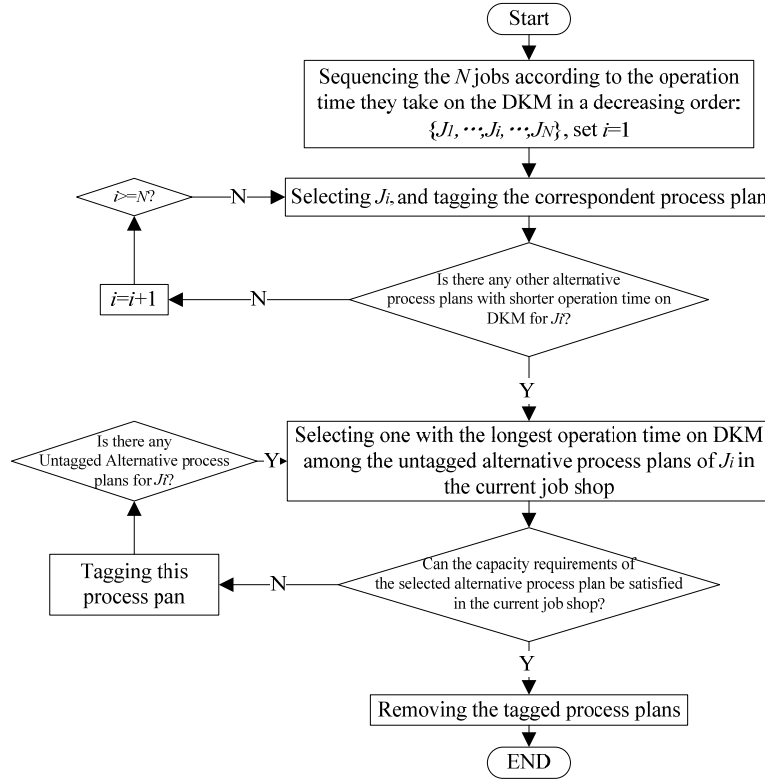 Start
Sequencing the N jobs according to the operation
time they take on the DKM in a decreasing order:
{J1, ···,Ji, ···,JN}, set i=1
i>=N?
N
Selecting Ji, and tagging the correspondent process plan
Is there any other alternative
process plans with shorter operation time on
DKM for Ji?
N
i=i+1
Y
Is there any
Untagged Alternative process
plans for Ji?
Y
Selecting one with the longest operation time on DKM
among the untagged alternative process plans of Ji in
the current job shop
Can the capacity requirements of
the selected alternative process plan be satisfied
in the current job shop?
N
Tagging this
process pan
Y
Removing the tagged process plans
END